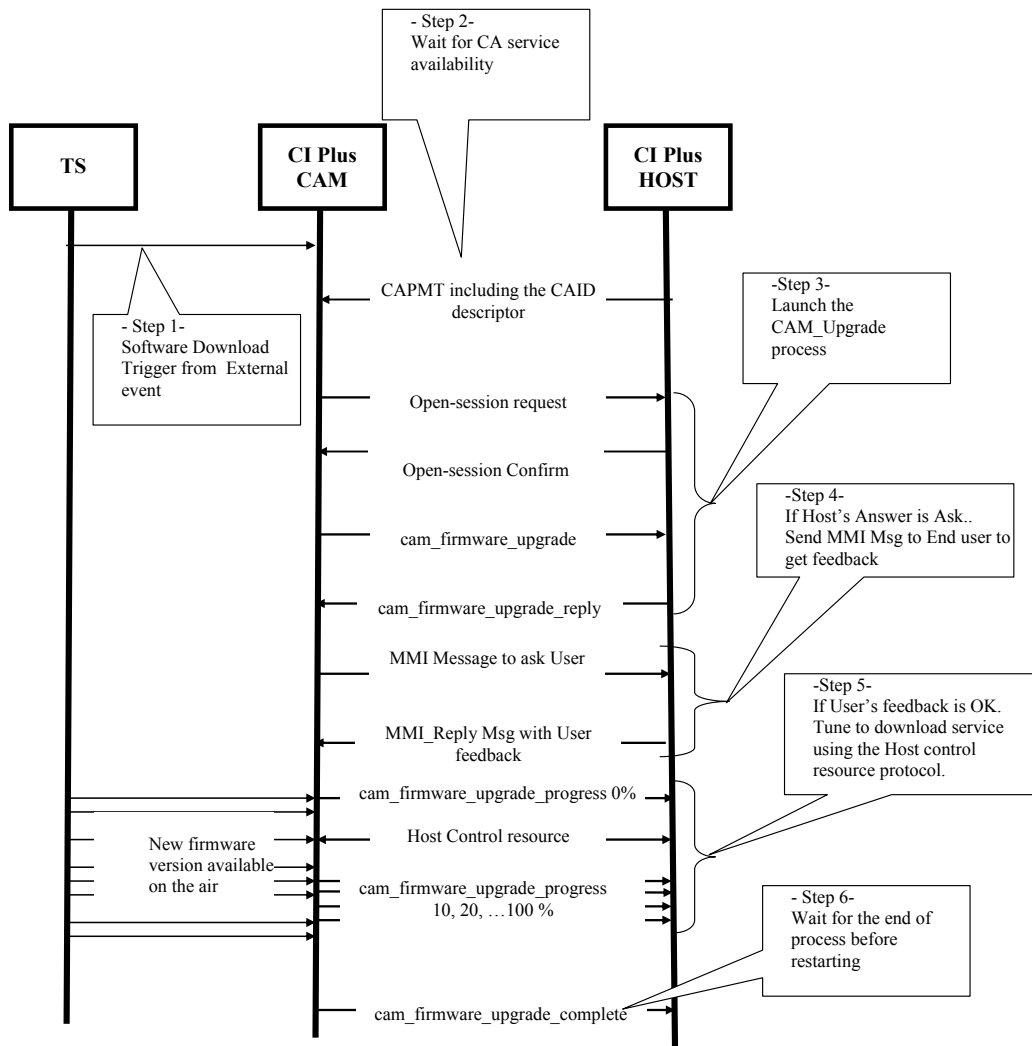 - Step 2-
Wait for CA service
availability
TS
CI Plus
CAM
CI Plus
HOST
CAPMT including the CAID
descriptor
-Step 3-
Launch the
CAM_Upgrade
process
- Step 1-
Software Download
Trigger from External
event
Open-session request
Open-session Confirm
-Step 4-
If Host's Answer is Ask..
Send MMI Msg to End user to
get feedback
cam_firmware_upgrade
cam_firmware_upgrade_reply
MMI Message to ask User
-Step 5-
If User's feedback is OK.
Tune to download service
using the Host control
resource protocol.
MMI_Reply Msg with User
feedback
cam_firmware_upgrade_progress 0%
New firmware
version available
on the air
Host Control resource
cam_firmware_upgrade_progress
10, 20, …100 %
- Step 6-
Wait for the end of
process before
restarting
cam_firmware_upgrade_complete